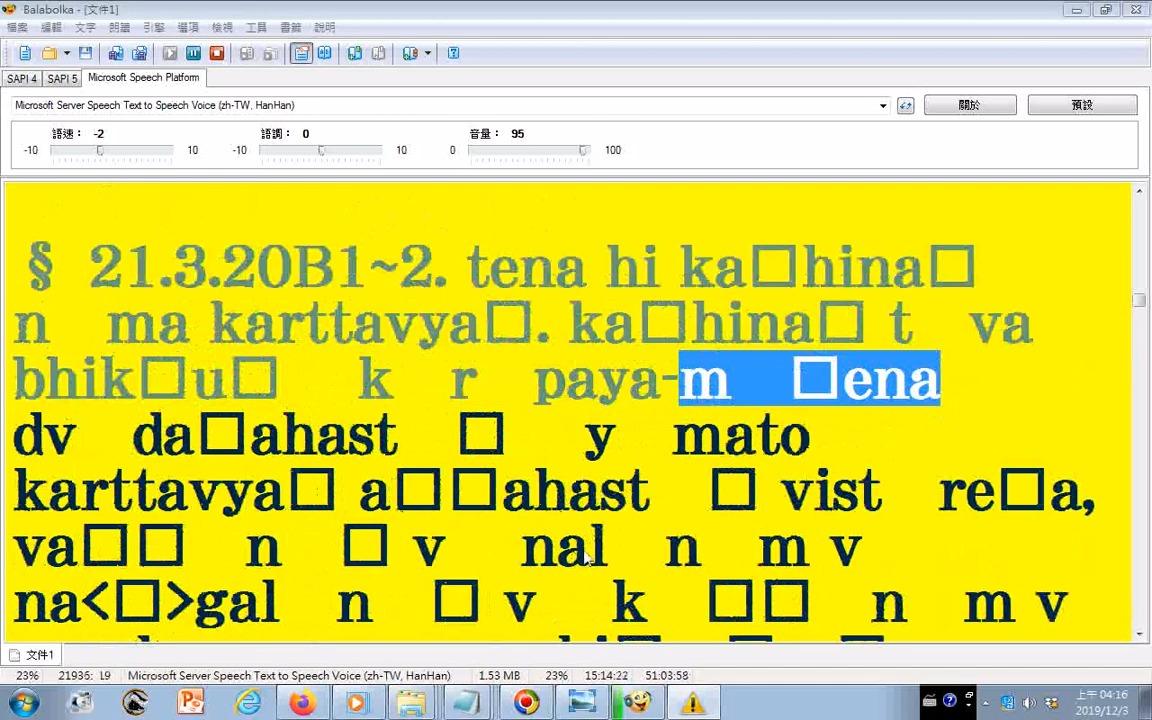 Balabolka - [文件1]
檔案 編輯 文字 朗讀 引擎 選項 檢視 工具 書籤 說明
SAPI 4 SAPI 5 Microsoft Speech Platform
Microsoft Server Speech Text to Speech Voice (zh-TW, HanHan) 關於 預設
語速： -2 語調： 0 音量： 95
-10 10 -10 10 0 100
§ 21.3.20B1~2. tena hi ka□hina□
n ma karttavya□. ka□hina□ t va
bhik□u□ k r paya-m □ena
dv da□ahast □ y mato
karttavya□ a□□ahast □ vist re□a,
va□□ n □ v nal n m v
na<□>gal n □ v k □□ n m v
文件1
23% 21935: L9 Microsoft Server Speech Text to Speech Voice (zh-TW, HanHan) 1.53 MB 23% 15:14:22 51:03:58
上午 04:16
2019/12/3